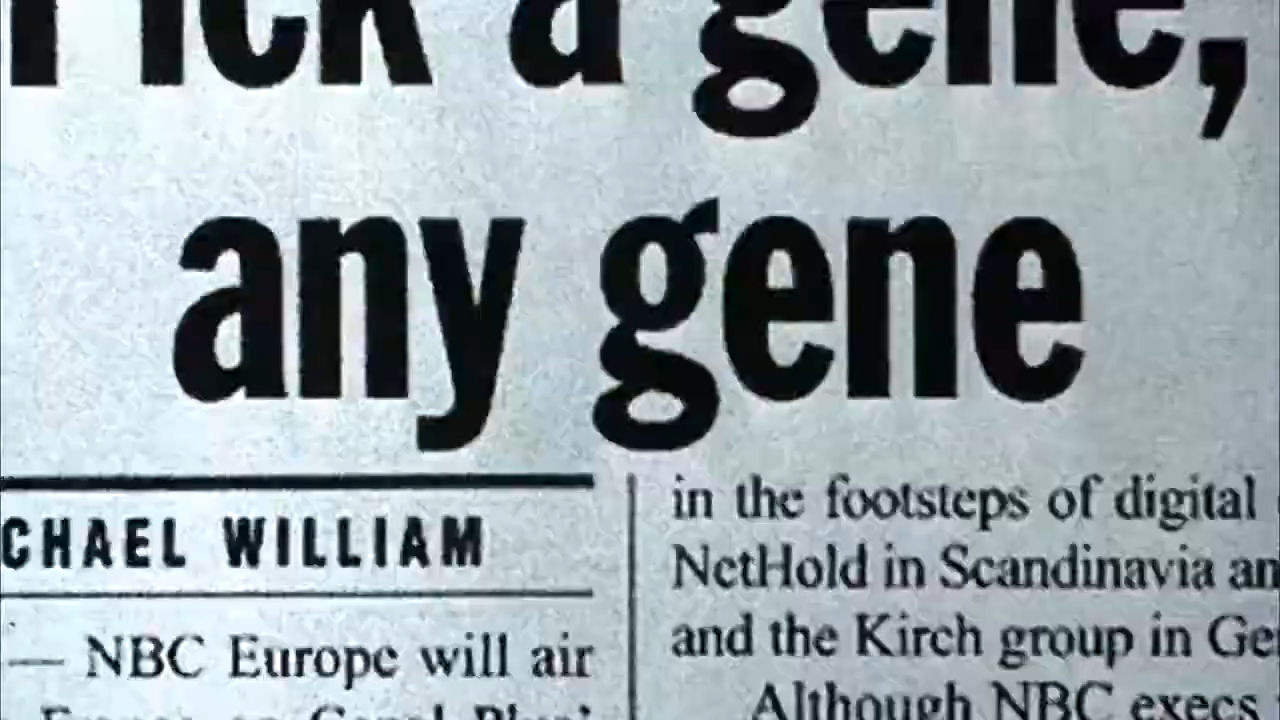 Pick a gene,
any gene
CHAEL WILLIAM
— NBC Europe will air
in the footsteps of digital
NetHold in Scandinavia an
and the Kirch group in Ge
Although NBC execs